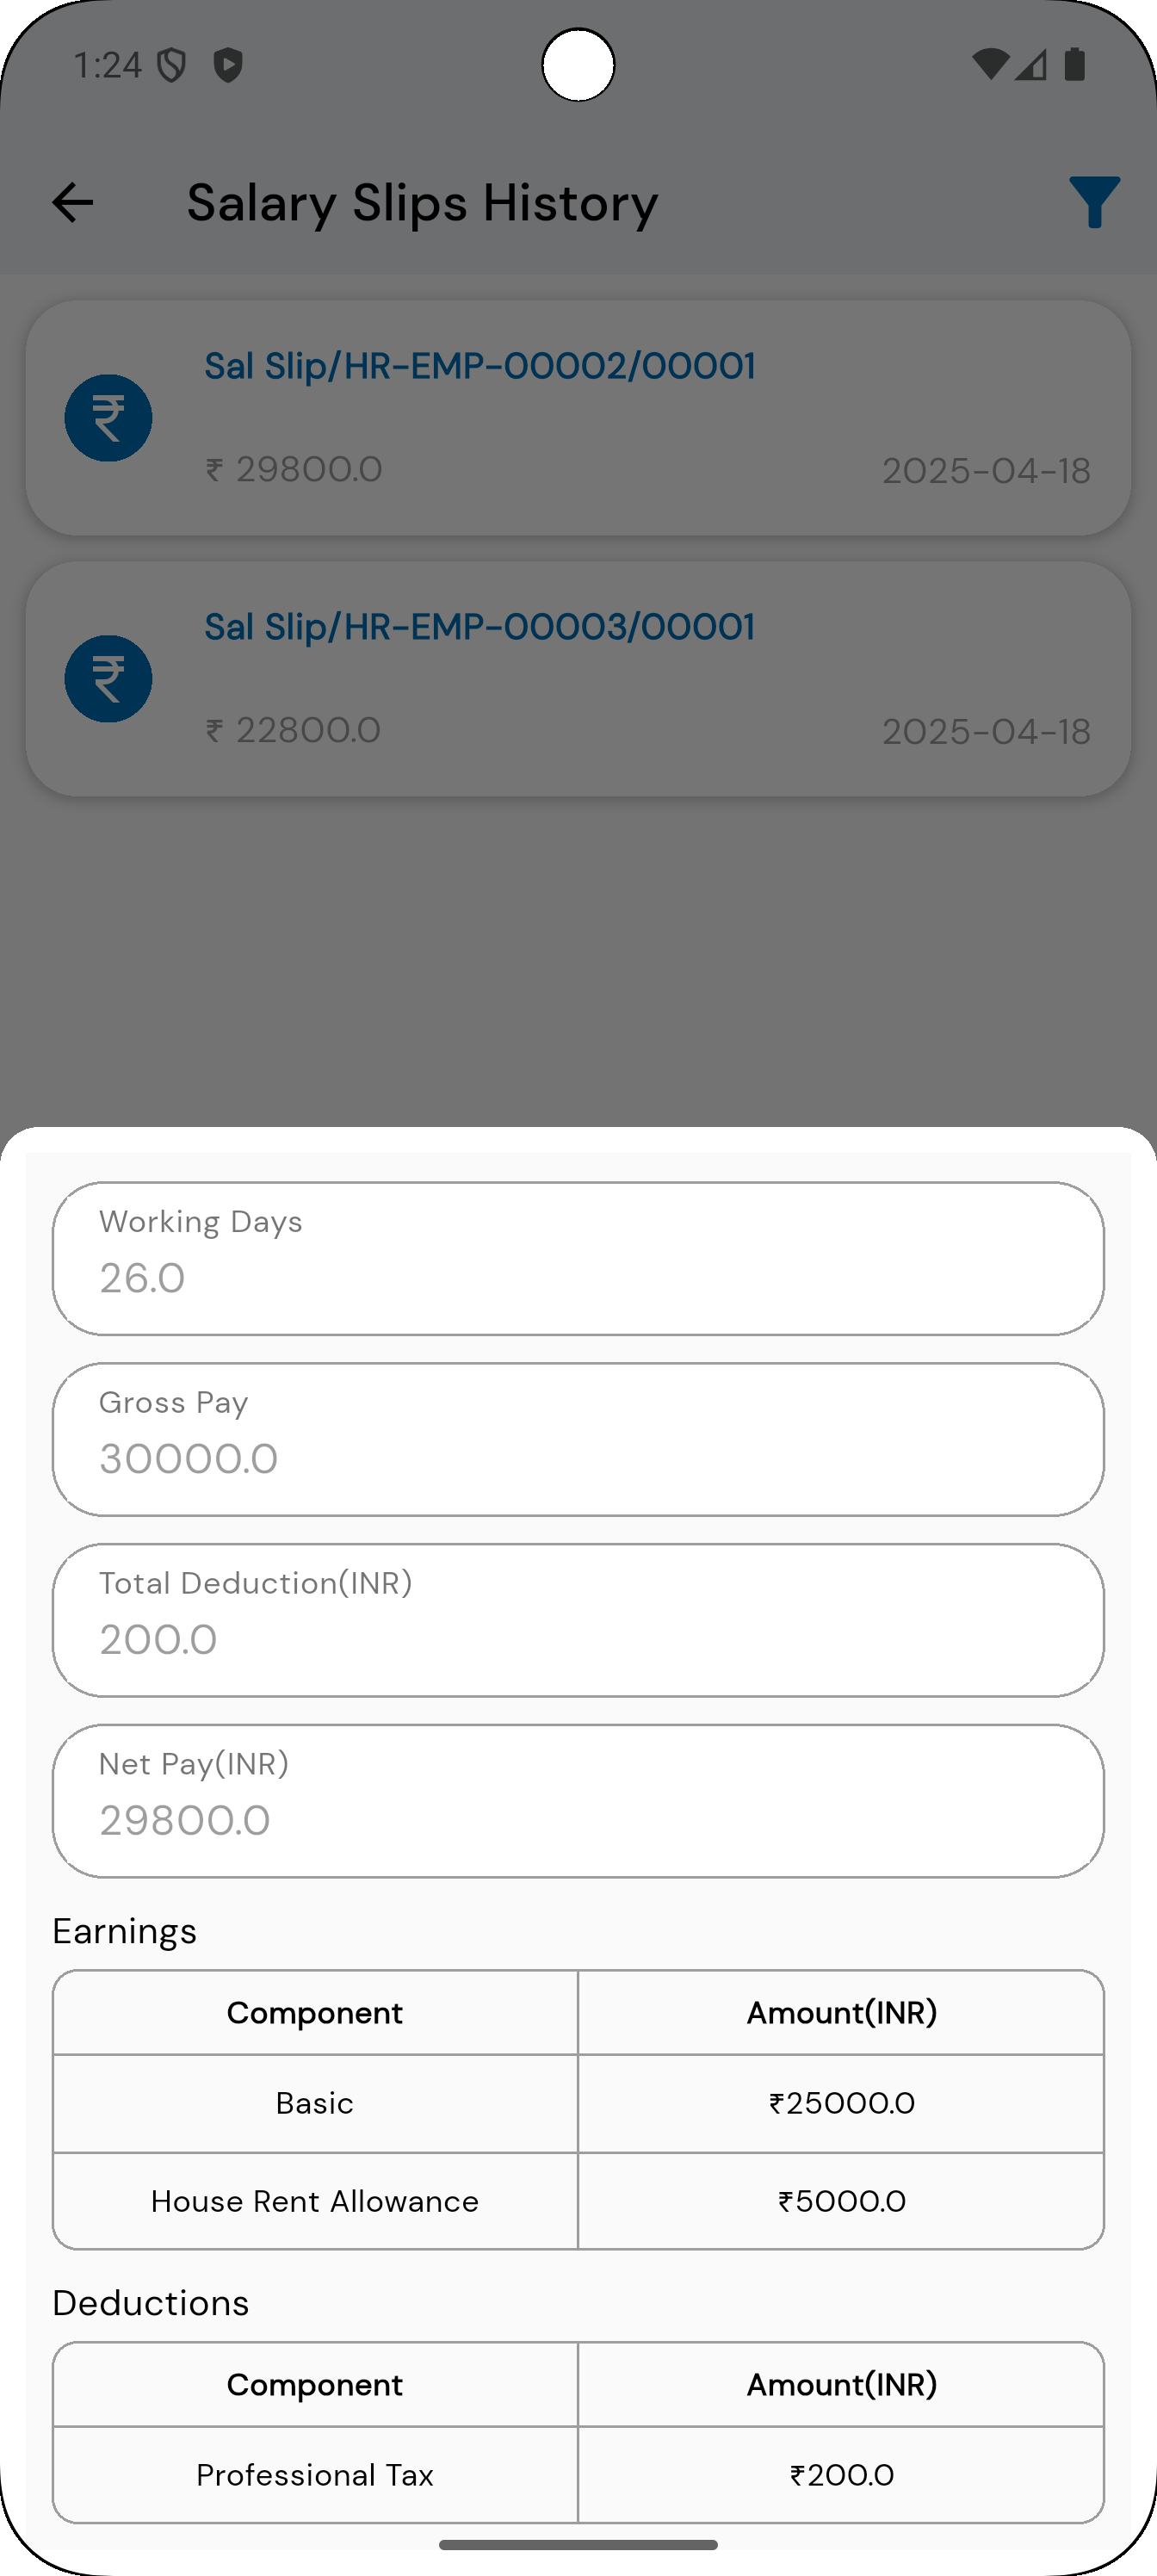 1:24
Salary Slips History
Sal Slip/HR-EMP-00002/00001
₹ 29800.0 2025-04-18
Sal Slip/HR-EMP-00003/00001
₹ 22800.0 2025-04-18
Working Days
26.0
Gross Pay
30000.0
Total Deduction(INR)
200.0
Net Pay(INR)
29800.0
Earnings
Component Amount(INR)
Basic ₹25000.0
House Rent Allowance ₹5000.0
Deductions
Component Amount(INR)
Professional Tax ₹200.0